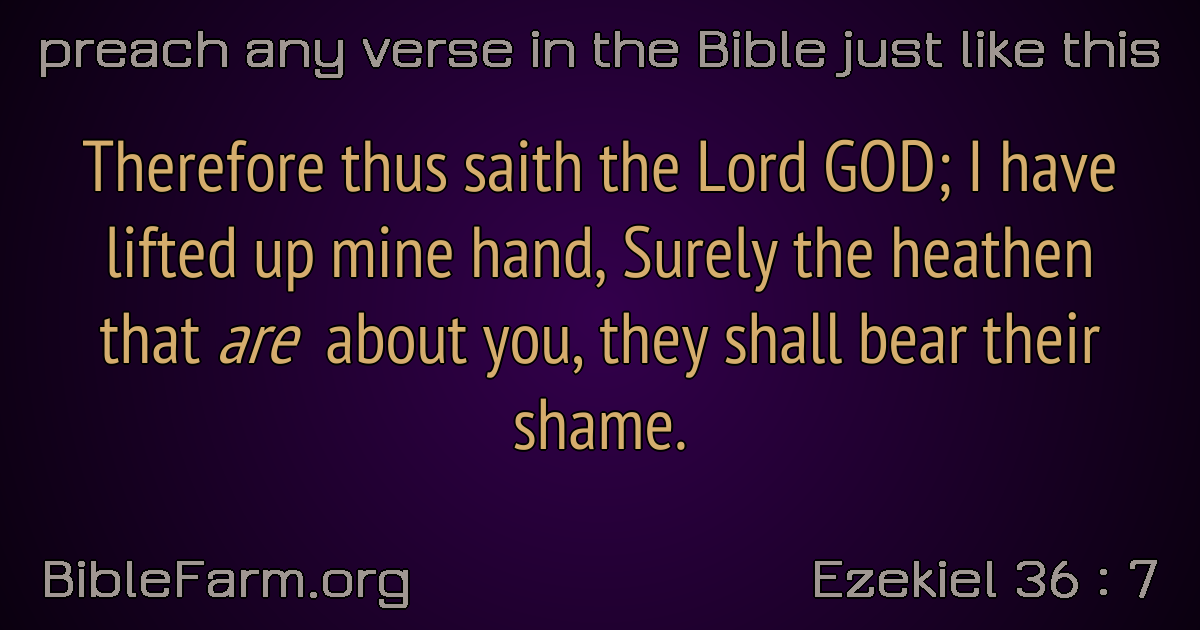 preach any verse in the Bible just like this
Therefore thus saith the Lord GOD; I have
lifted up mine hand, Surely the heathen
that are about you, they shall bear their
shame.
BibleFarm.org
Ezekiel 36 : 7